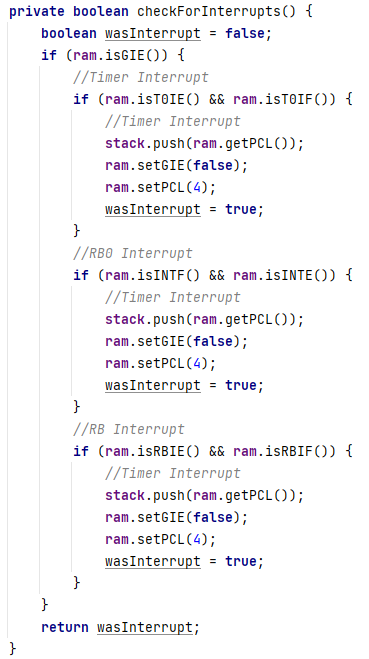 private boolean checkForInterrupts() {
    boolean wasInterrupt = false;
    if (ram.isGIE()) {
        //Timer Interrupt
        if (ram.isT0IE() && ram.isT0IF()) {
            //Timer Interrupt
            stack.push(ram.getPCL());
            ram.setGIE(false);
            ram.setPCL(4);
            wasInterrupt = true;
        }
        //RB0 Interrupt
        if (ram.isINTF() && ram.isINTE()) {
            //Timer Interrupt
            stack.push(ram.getPCL());
            ram.setGIE(false);
            ram.setPCL(4);
            wasInterrupt = true;
        }
        //RB Interrupt
        if (ram.isRBIE() && ram.isRBIF()) {
            //Timer Interrupt
            stack.push(ram.getPCL());
            ram.setGIE(false);
            ram.setPCL(4);
            wasInterrupt = true;
        }
    }
    return wasInterrupt;
}